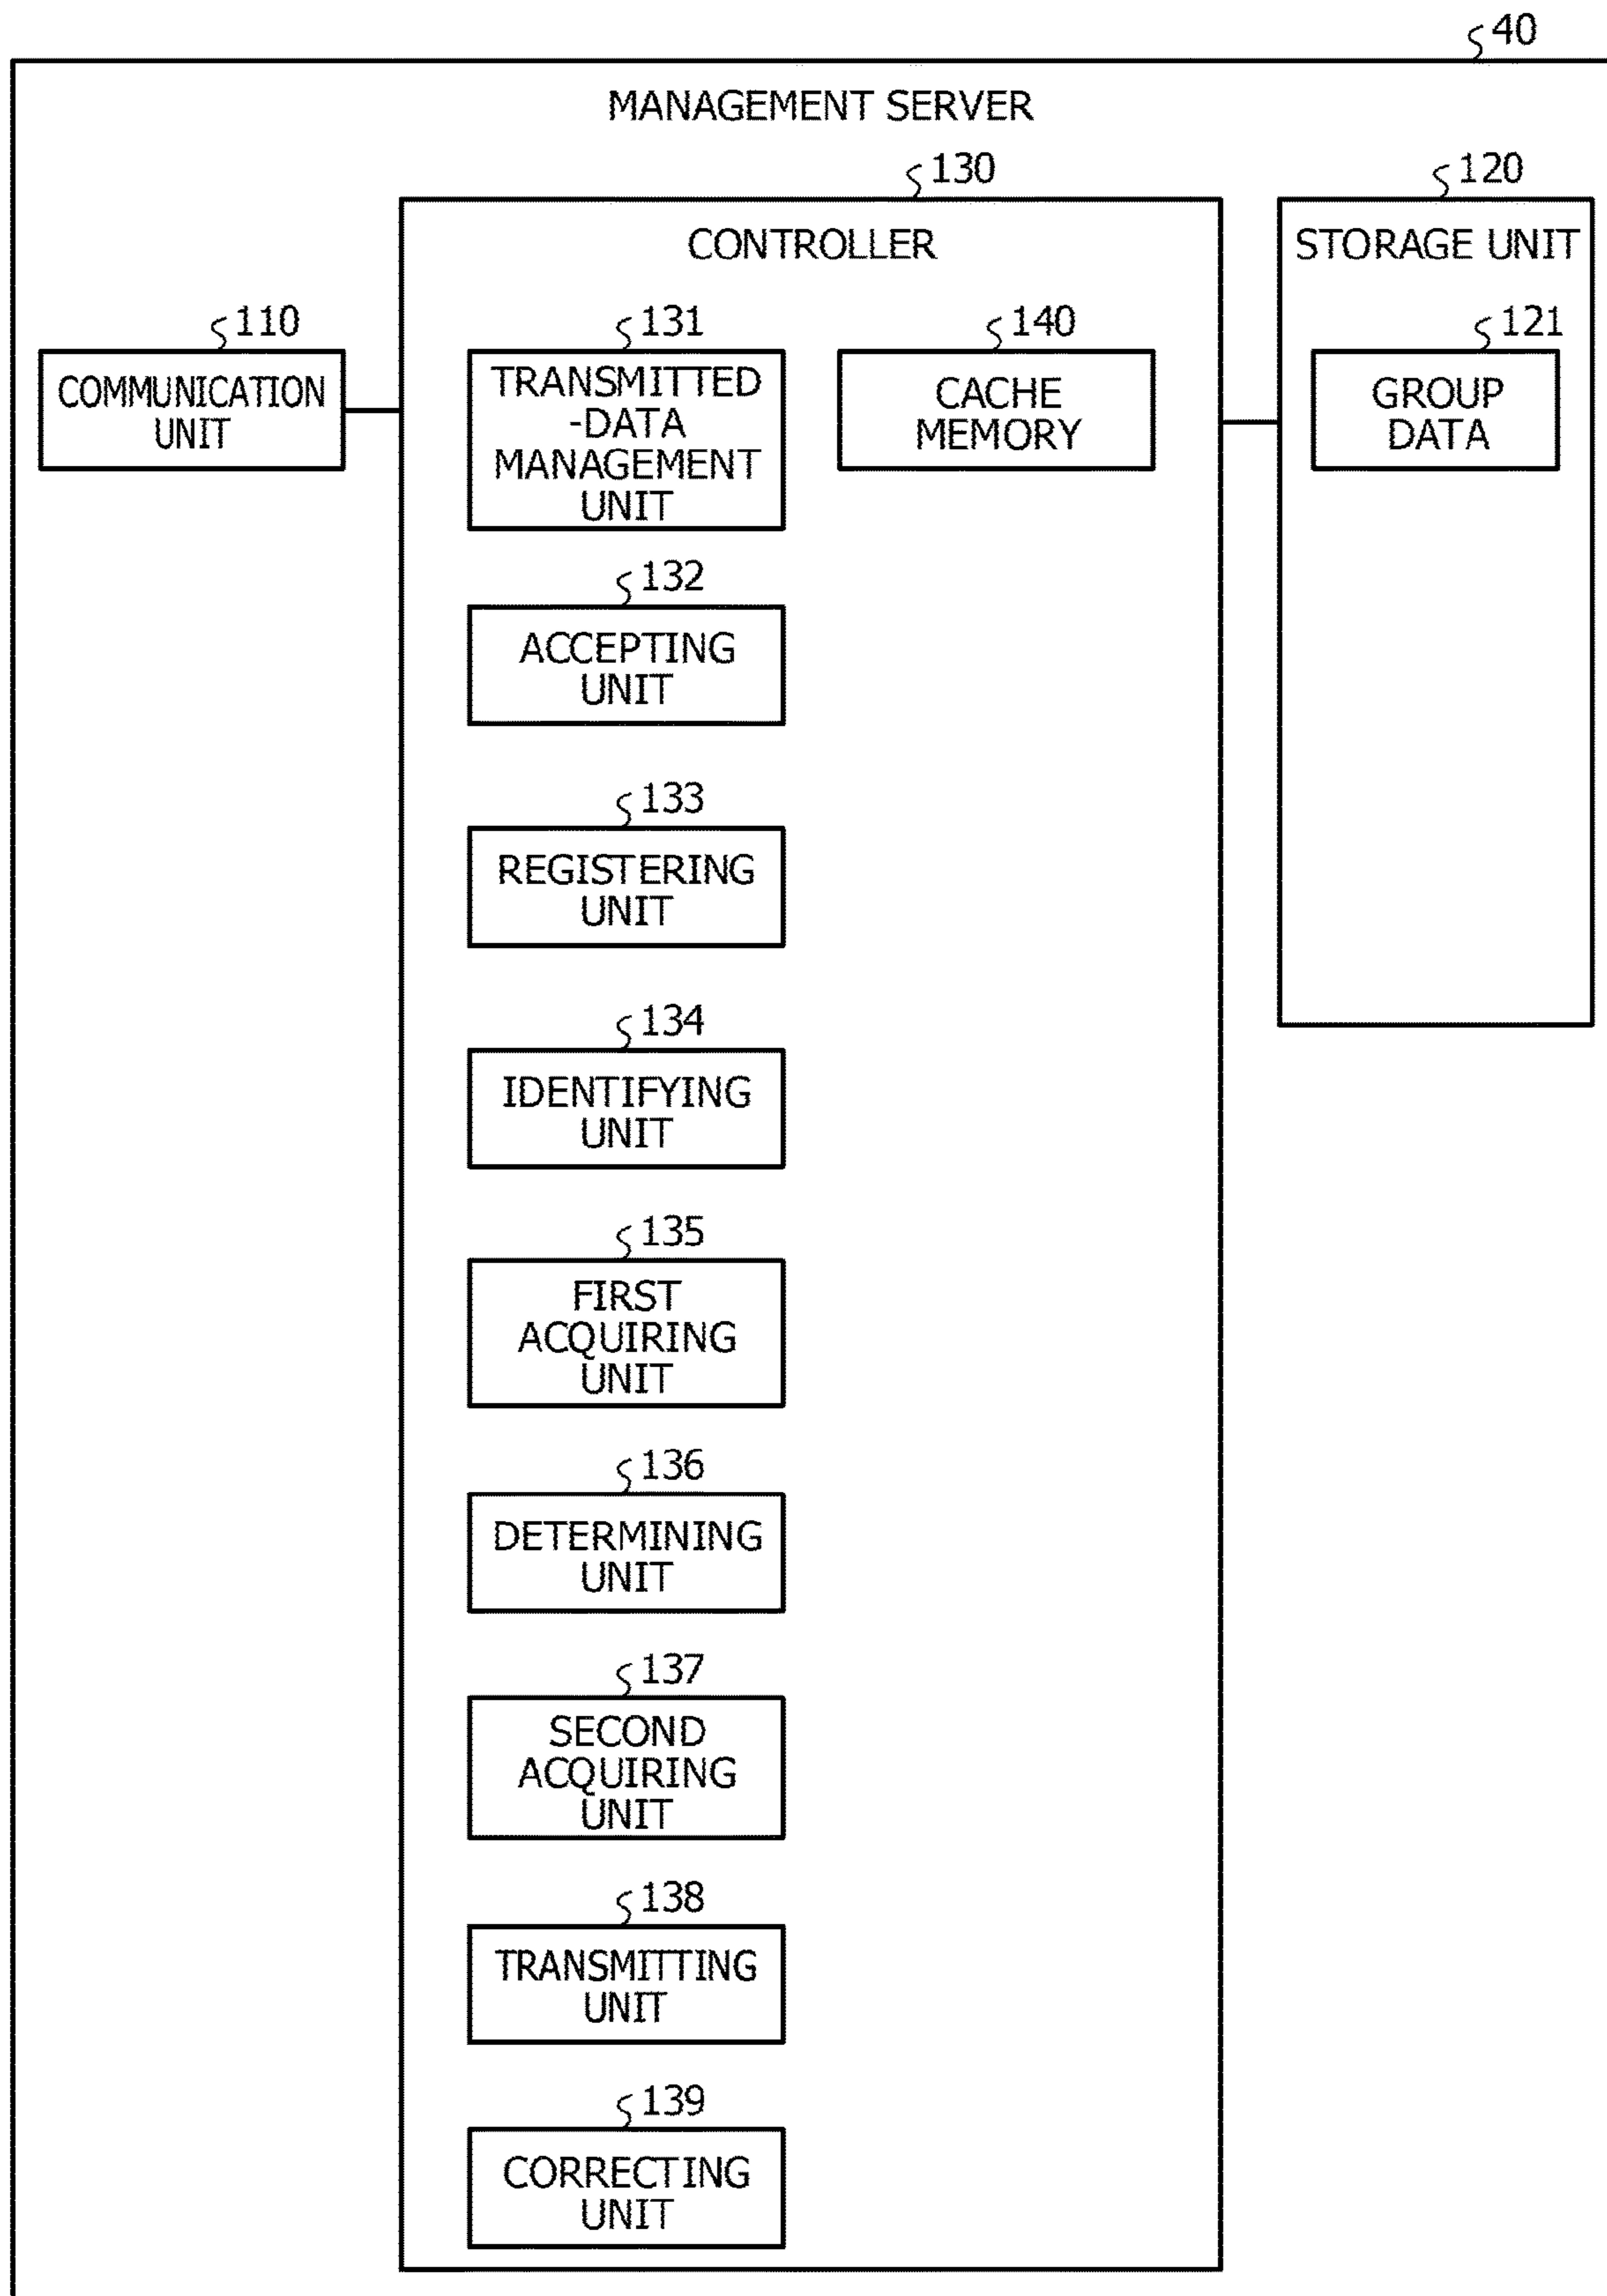 40
MANAGEMENT SERVER
130
120
CONTROLLER
STORAGE UNIT
110
131
140
121
COMMUNICATION
UNIT
TRANSMITTED
-DATA
MANAGEMENT
UNIT
CACHE
MEMORY
GROUP
DATA
132
ACCEPTING
UNIT
133
REGISTERING
UNIT
134
IDENTIFYING
UNIT
135
FIRST
ACQUIRING
UNIT
136
DETERMINING
UNIT
137
SECOND
ACQUIRING
UNIT
138
TRANSMITTING
UNIT
139
CORRECTING
UNIT